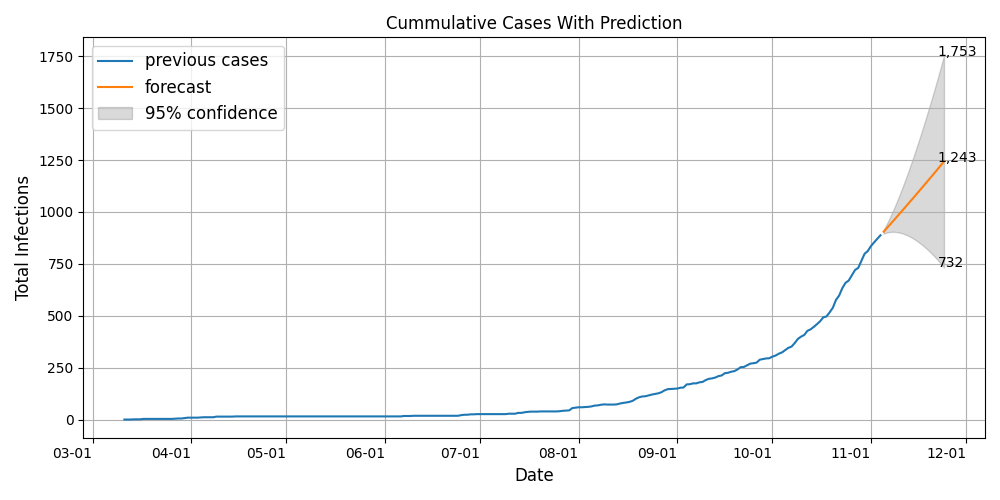 Cummulative Cases With Prediction
previous cases
forecast
95% confidence
1,753
1,243
732
Total Infections
1750
1500
1250
1000
750
500
250
0
03-01 04-01 05-01 06-01 07-01 08-01 09-01 10-01 11-01 12-01
Date